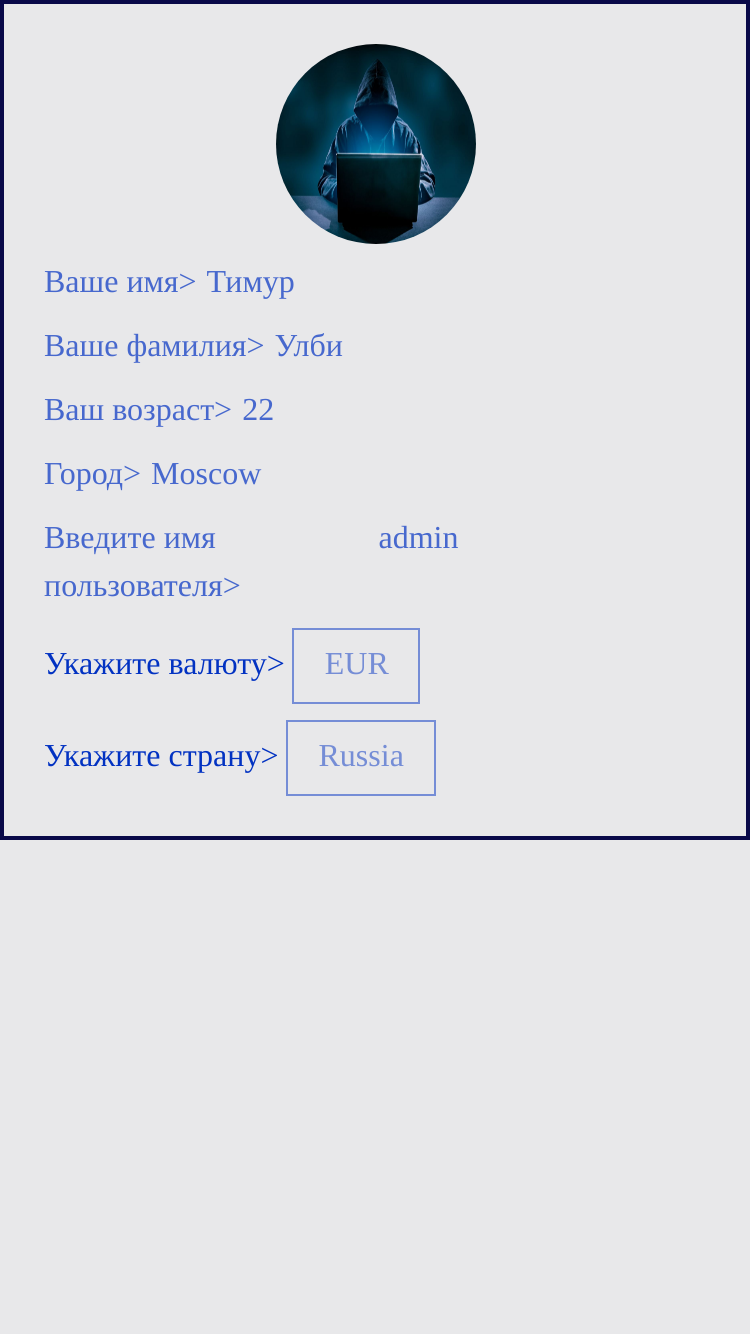 Ваше имя> Тимур
Ваше фамилия> Улби
Ваш возраст> 22
Город> Moscow
Введите имя admin
пользователя>
Укажите валюту> EUR
Укажите страну> Russia